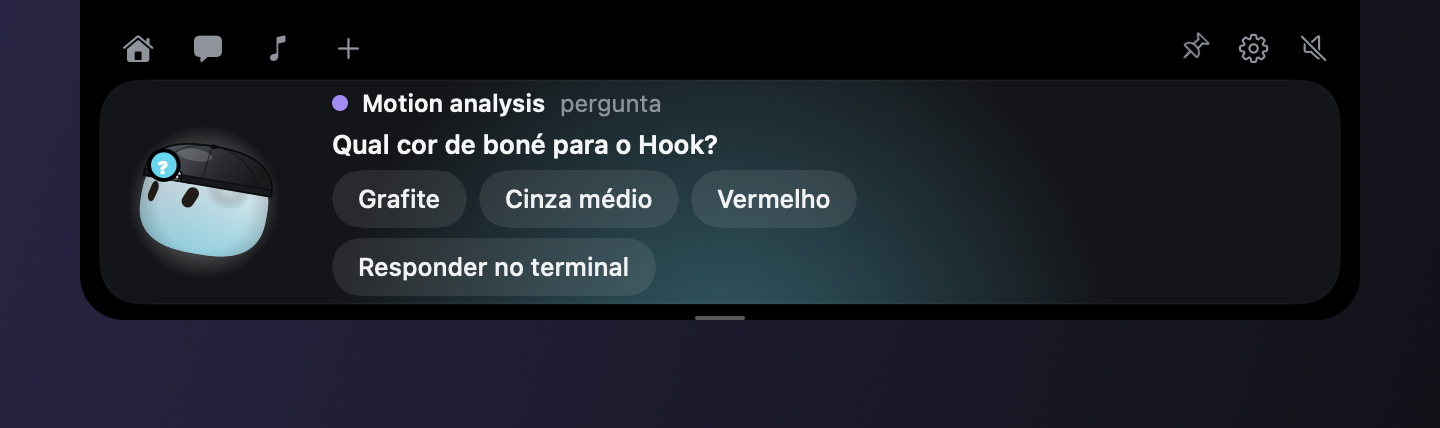 Motion analysis pergunta
Qual cor de boné para o Hook?
Grafite Cinza médio Vermelho
Responder no terminal
?